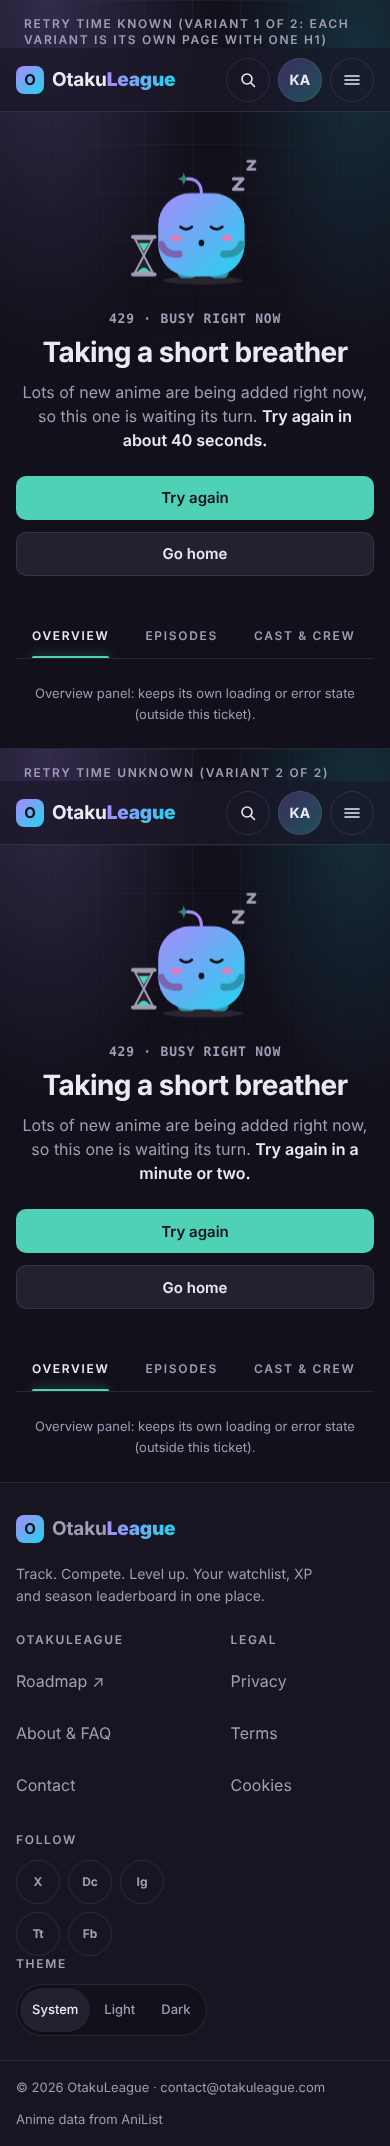 RETRY TIME KNOWN (VARIANT 1 OF 2: EACH
VARIANT IS ITS OWN PAGE WITH ONE H1)
O OtakuLeague KA
z
z
429 · BUSY RIGHT NOW
Taking a short breather
Lots of new anime are being added right now,
so this one is waiting its turn. Try again in
about 40 seconds.
Try again
Go home
OVERVIEW EPISODES CAST & CREW
Overview panel: keeps its own loading or error state
(outside this ticket).
RETRY TIME UNKNOWN (VARIANT 2 OF 2)
O OtakuLeague KA
z
z
429 · BUSY RIGHT NOW
Taking a short breather
Lots of new anime are being added right now,
so this one is waiting its turn. Try again in a
minute or two.
Try again
Go home
OVERVIEW EPISODES CAST & CREW
Overview panel: keeps its own loading or error state
(outside this ticket).
O OtakuLeague
Track. Compete. Level up. Your watchlist, XP
and season leaderboard in one place.
OTAKULEAGUE LEGAL
Roadmap ↗ Privacy
About & FAQ Terms
Contact Cookies
FOLLOW
X Dc Ig
Tt Fb
THEME
System Light Dark
© 2026 OtakuLeague · contact@otakuleague.com
Anime data from AniList